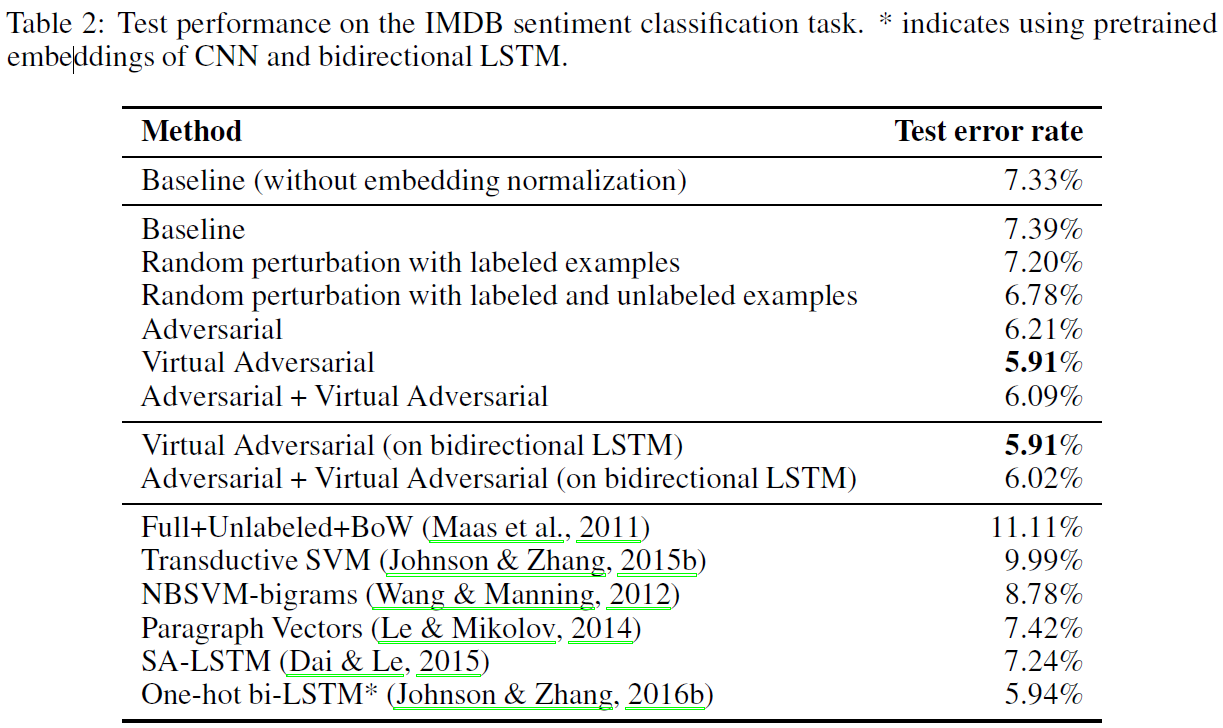 Table 2: Test performance on the IMDB sentiment classification task. * indicates using pretrained
embeddings of CNN and bidirectional LSTM.
Method Test error rate
Baseline (without embedding normalization) 7.33%
Baseline 7.39%
Random perturbation with labeled examples 7.20%
Random perturbation with labeled and unlabeled examples 6.78%
Adversarial 6.21%
Virtual Adversarial 5.91%
Adversarial + Virtual Adversarial 6.09%
Virtual Adversarial (on bidirectional LSTM) 5.91%
Adversarial + Virtual Adversarial (on bidirectional LSTM) 6.02%
Full+Unlabeled+BoW (Maas et al., 2011) 11.11%
Transductive SVM (Johnson & Zhang, 2015b) 9.99%
NBSVM-bigrams (Wang & Manning, 2012) 8.78%
Paragraph Vectors (Le & Mikolov, 2014) 7.42%
SA-LSTM (Dai & Le, 2015) 7.24%
One-hot bi-LSTM* (Johnson & Zhang, 2016b) 5.94%